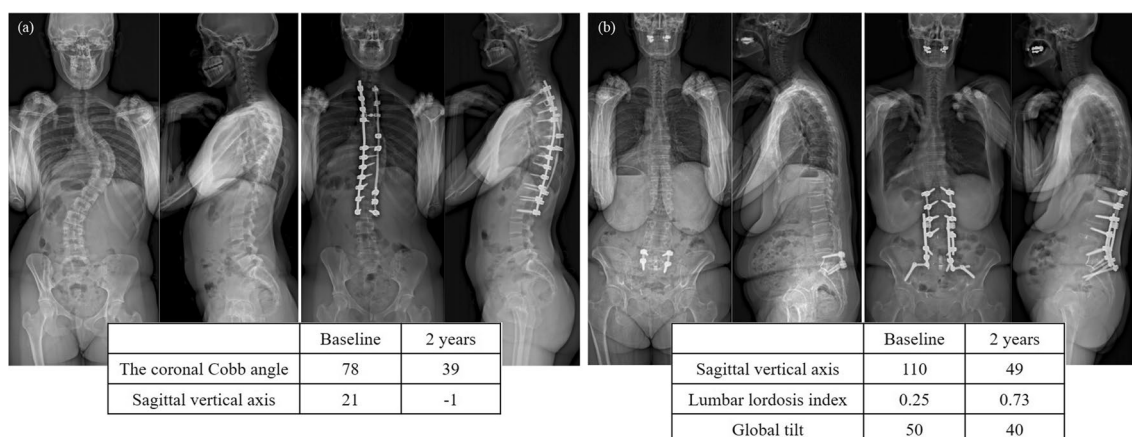 (a)
Baseline 2 years
The coronal Cobb angle 78 39
Sagittal vertical axis 21 -1
(b)
Baseline 2 years
Sagittal vertical axis 110 49
Lumbar lordosis index 0.25 0.73
Global tilt 50 40